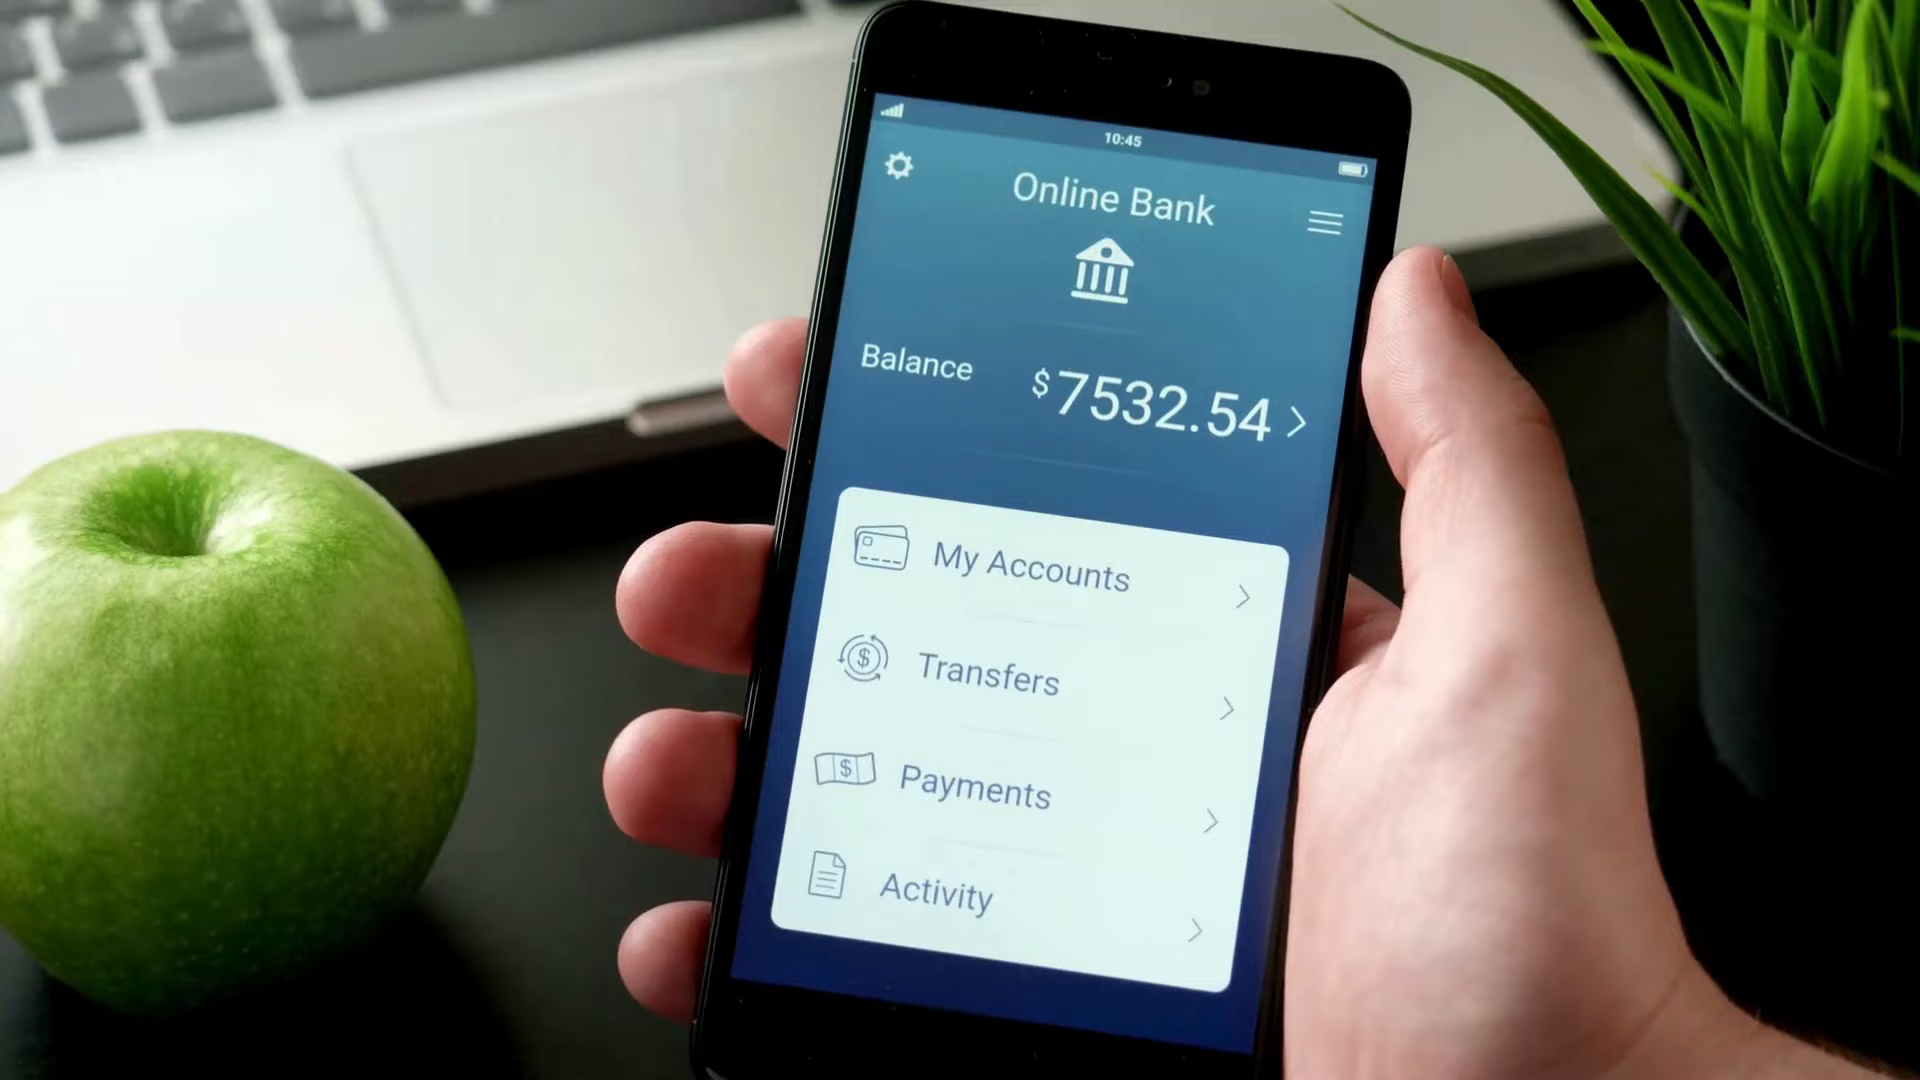 10:45
Online Bank
Balance $7532.54
My Accounts
Transfers
$
Payments
$
Activity